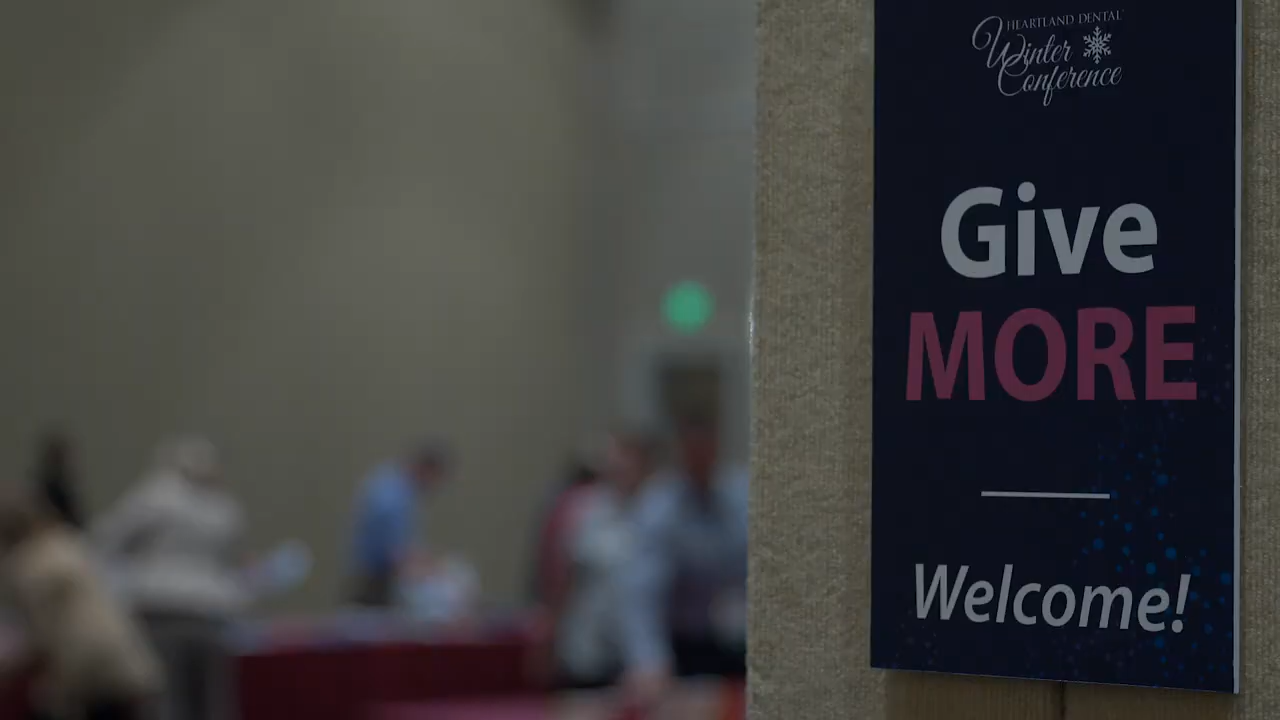 HEARTLAND DENTAL
Winter
Conference
Give
MORE
Welcome!